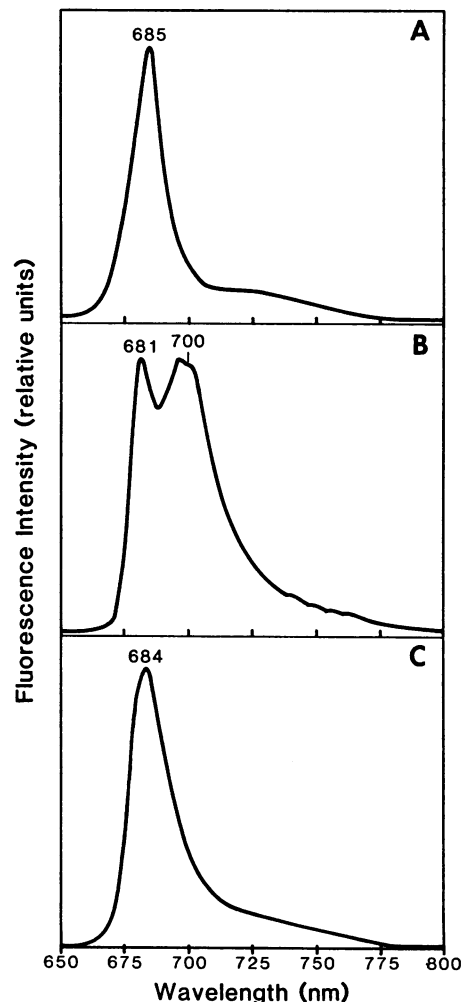 A
685
B
681
700
C
684
Fluorescence Intensity (relative units)
650 675 700 725 750 775 800
Wavelength (nm)